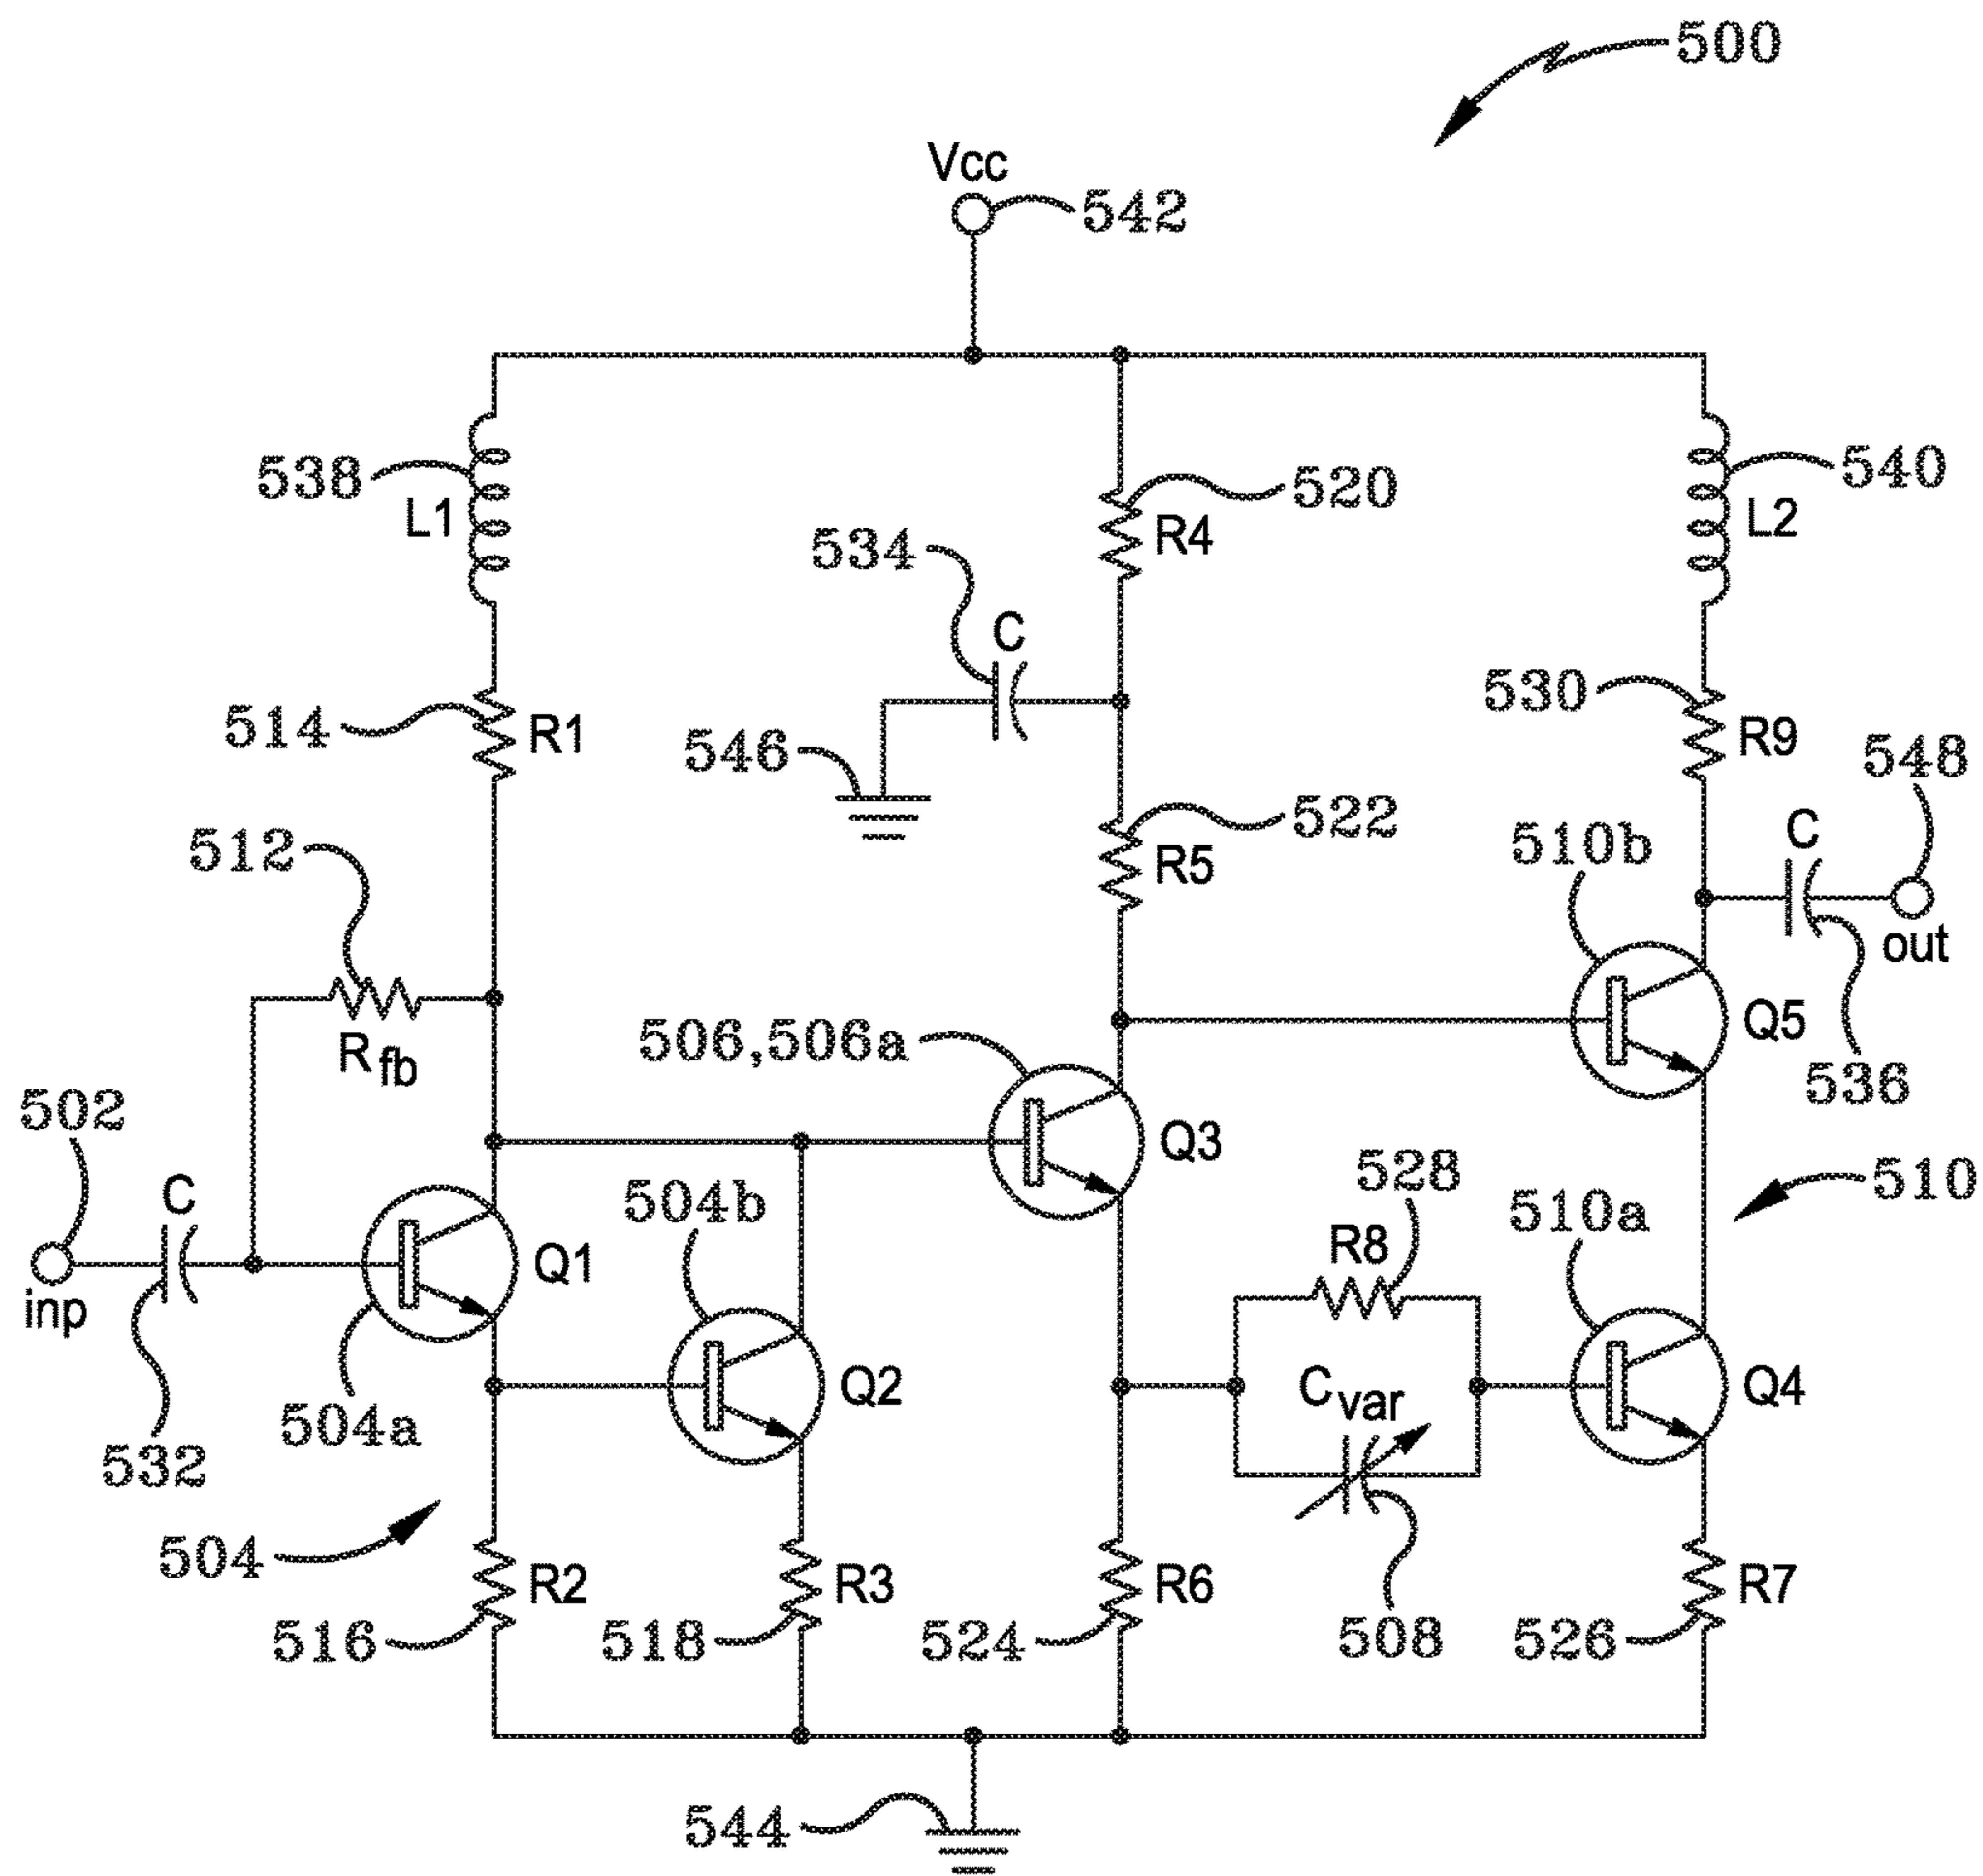 500
Vcc
542
538
L1
520
R4
540
L2
534
C
514
R1
546
530
R9
548
512
522
R5
510b
C
Rfb
506,506a
Q5
out
536
502
C
inp
Q1
504b
Q3
528
R8
510a
510
532
504a
Q2
Cvar
Q4
504
R2
516
R3
518
R6
524
508
R7
526
544